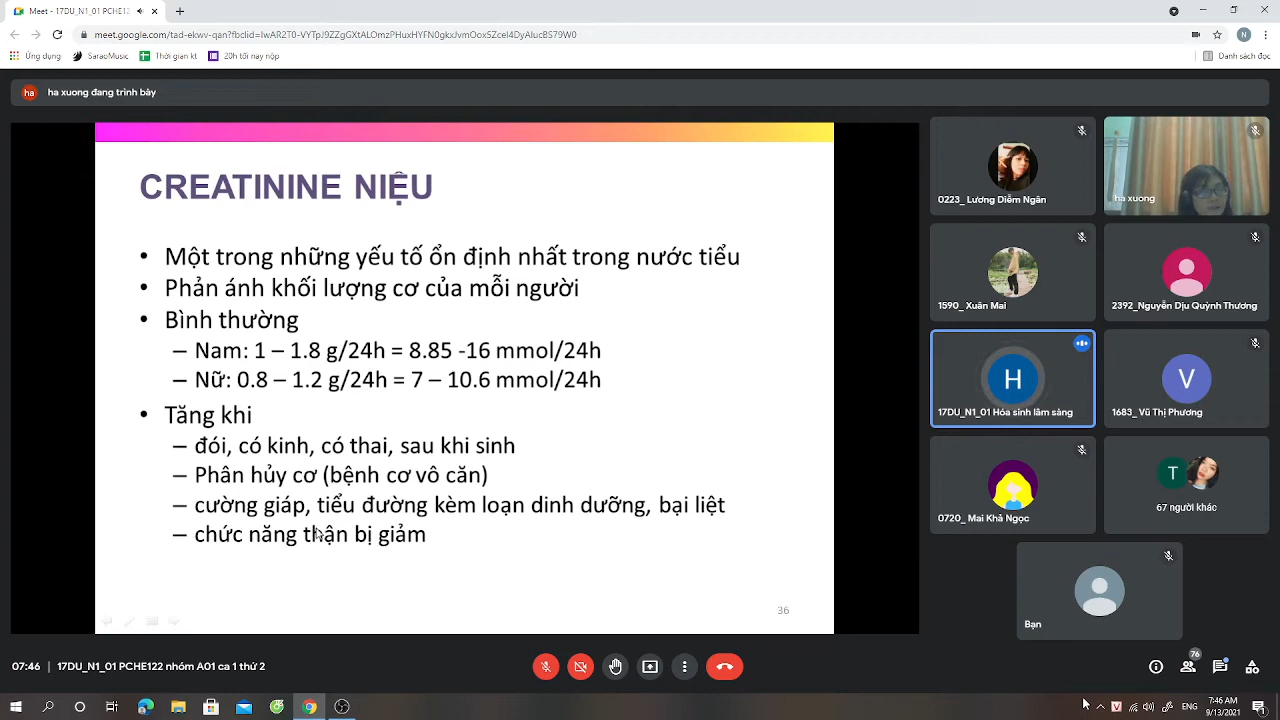 Meet - 17DU_N1_01 PCHE12
meet.google.com/tad-ekwv-qan?fbclid=IwAR2T0-VYTpJ9ZZgGXtALOmzPHuxHYFN0gkxJvmOoxSZceI4DyAIucBS79W0
N
Ứng dụng
SaraoMusic
Thời gian kt
20h tối nay nộp
Danh sách đọc
ha
ha xuong đang trình bày
CREATININE NIỆU
• Một trong những yếu tố ổn định nhất trong nước tiểu
• Phản ánh khối lượng cơ của mỗi người
• Bình thường
– Nam: 1 – 1.8 g/24h = 8.85 -16 mmol/24h
– Nữ: 0.8 – 1.2 g/24h = 7 – 10.6 mmol/24h
• Tăng khi
– đói, có kinh, có thai, sau khi sinh
– Phân hủy cơ (bệnh cơ vô căn)
– cường giáp, tiểu đường kèm loạn dinh dưỡng, bại liệt
– chức năng thận bị giảm
36
0223_ Lương Diễm Ngân
ha xuong
1590_ Nhi Mai
2392_Nguyễn Dịu Quỳnh Thương
H
17DU_N1_01 Hóa sinh lâm sàng
V
1683_ Vũ Thị Phương
0720_ Mai Khả Ngọc
T
67 người khác
Bạn
07:46 | 17DU_N1_01 PCHE122 nhóm A01 ca 1 thứ 2
76
V
7:46 AM
9/13/2021